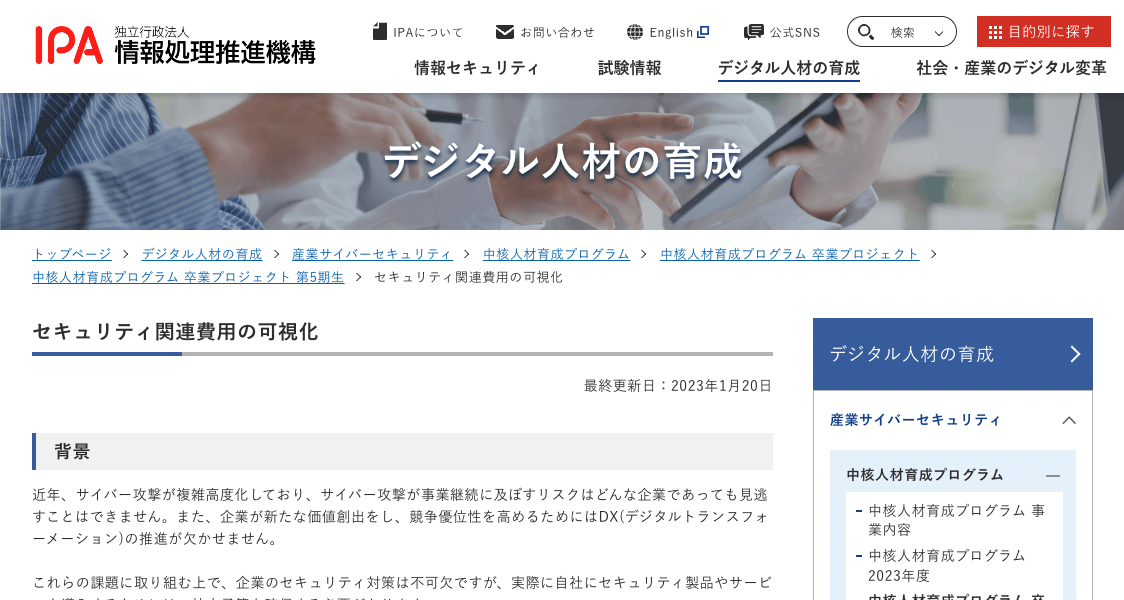 IPA 独立行政法人
情報処理推進機構
IPAについて お問い合わせ English 公式SNS 検索 目的別に探す
情報セキュリティ 試験情報 デジタル人材の育成 社会・産業のデジタル変革
デジタル人材の育成
トップページ デジタル人材の育成 産業サイバーセキュリティ 中核人材育成プログラム 中核人材育成プログラム 卒業プロジェクト
中核人材育成プログラム 卒業プロジェクト 第5期生 セキュリティ関連費用の可視化
セキュリティ関連費用の可視化
最終更新日：2023年1月20日
背景
近年、サイバー攻撃が複雑高度化しており、サイバー攻撃が事業継続に及ぼすリスクはどんな企業であっても見逃
すことはできません。また、企業が新たな価値創出をし、競争優位性を高めるためにはDX(デジタルトランスフォ
ーメーション)の推進が欠かせません。
これらの課題に取り組む上で、企業のセキュリティ対策は不可欠ですが、実際に自社にセキュリティ製品やサービ
デジタル人材の育成
産業サイバーセキュリティ
中核人材育成プログラム
中核人材育成プログラム 事
業内容
中核人材育成プログラム
2023年度
中核人材育成プログラム 卒